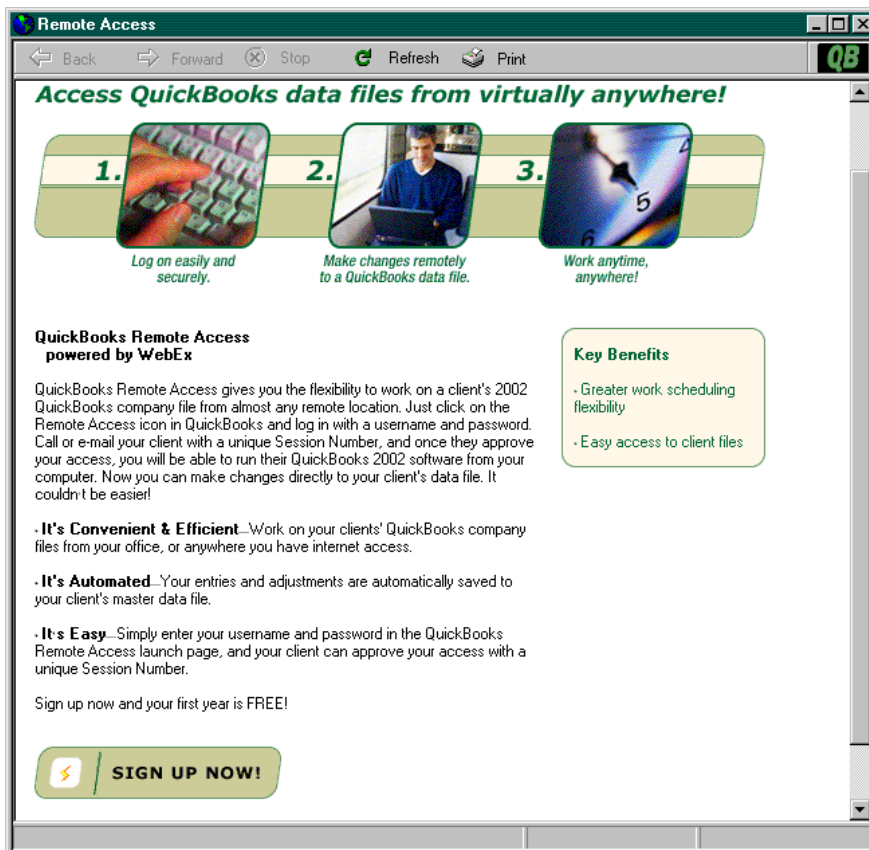 Remote Access
Back Forward Stop Refresh Print QB
Access QuickBooks data files from virtually anywhere!
1. 2. 3.
4
5
6
Log on easily and
securely.
Make changes remotely
to a QuickBooks data file.
Work anytime,
anywhere!
QuickBooks Remote Access
powered by WebEx
QuickBooks Remote Access gives you the flexibility to work on a client's 2002
QuickBooks company file from almost any remote location. Just click on the
Remote Access icon in QuickBooks and log in with a username and password.
Call or e-mail your client with a unique Session Number, and once they approve
your access, you will be able to run their QuickBooks 2002 software from your
computer. Now you can make changes directly to your client's data file. It
couldn't be easier!
· It's Convenient & Efficient—Work on your clients' QuickBooks company
files from your office, or anywhere you have internet access.
· It's Automated—Your entries and adjustments are automatically saved to
your client's master data file.
· It's Easy—Simply enter your username and password in the QuickBooks
Remote Access launch page, and your client can approve your access with a
unique Session Number.
Sign up now and your first year is FREE!
SIGN UP NOW!
Key Benefits
· Greater work scheduling
flexibility
· Easy access to client files